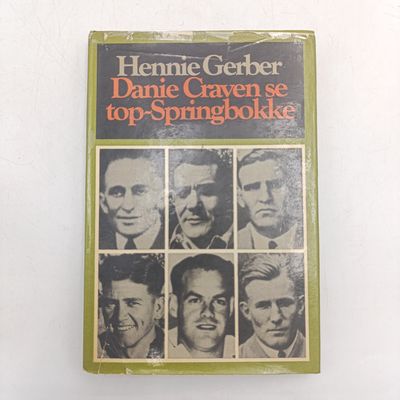 Hennie Gerber
Danie Craven se
top-Springbokke